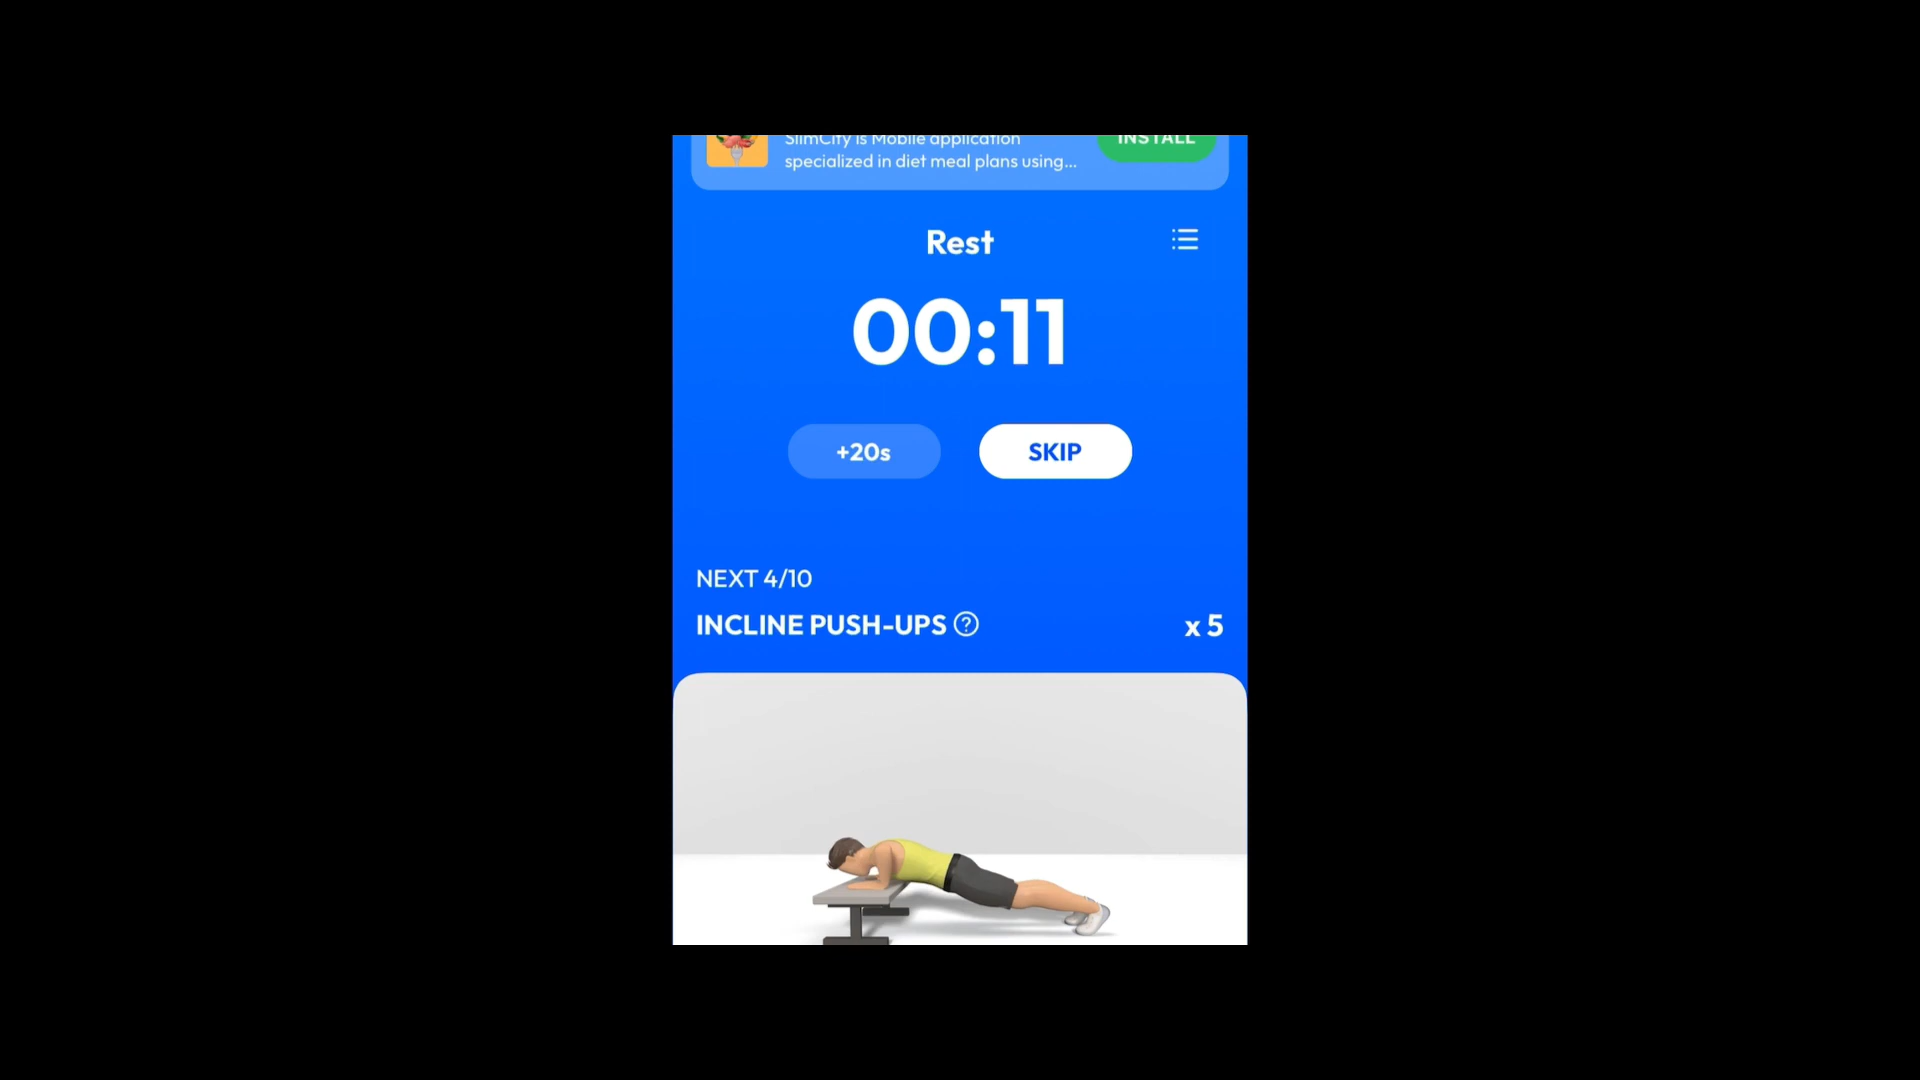 SlimCity is Mobile application
specialized in diet meal plans using...
INSTALL
Rest
00:11
+20s
SKIP
NEXT 4/10
INCLINE PUSH-UPS ?
x 5